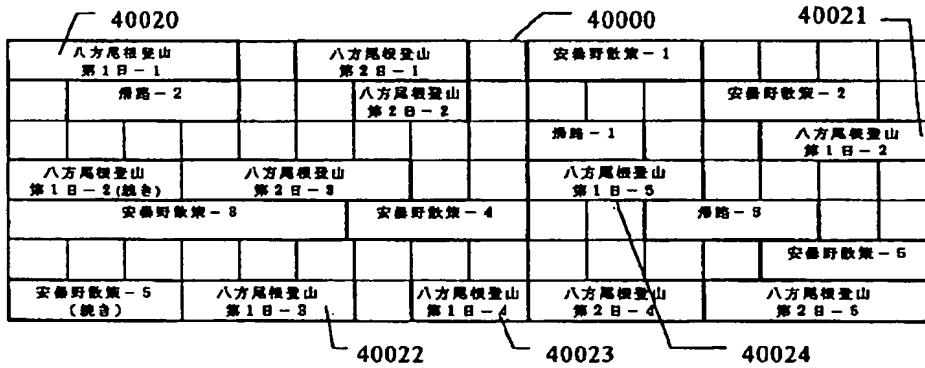 40020
40000
40021
八方尾根登山
第1日-1
八方尾根登山
第2日-1
安曇野散策-1
帰路-2
八方尾根登山
第2日-2
安曇野散策-2
帰路-1
八方尾根登山
第1日-2
八方尾根登山
第1日-2(続き)
八方尾根登山
第2日-3
八方尾根登山
第1日-5
安曇野散策-3
安曇野散策-4
帰路-3
安曇野散策-5
安曇野散策-5
(続き)
八方尾根登山
第1日-3
八方尾根登山
第1日-4
八方尾根登山
第2日-4
八方尾根登山
第2日-5
40022
40023
40024